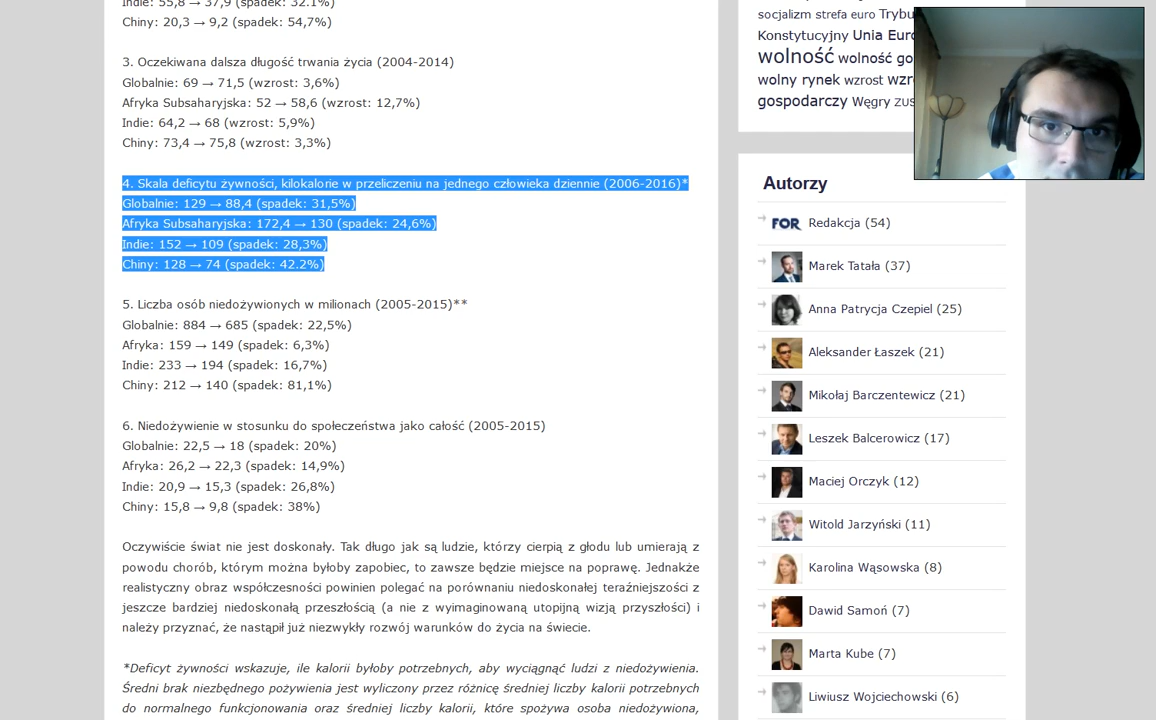 Indie: 55,8 → 37,9 (spadek: 32.1%)
Chiny: 20,3 → 9,2 (spadek: 54,7%)
3. Oczekiwana dalsza długość trwania życia (2004-2014)
Globalnie: 69 → 71,5 (wzrost: 3,6%)
Afryka Subsaharyjska: 52 → 58,6 (wzrost: 12,7%)
Indie: 64,2 → 68 (wzrost: 5,9%)
Chiny: 73,4 → 75,8 (wzrost: 3,3%)
4. Skala deficytu żywności, kilokalorie w przeliczeniu na jednego człowieka dziennie (2006-2016)*
Globalnie: 129 → 88,4 (spadek: 31,5%)
Afryka Subsaharyjska: 172,4 → 130 (spadek: 24,6%)
Indie: 152 → 109 (spadek: 28,3%)
Chiny: 128 → 74 (spadek: 42.2%)
5. Liczba osób niedożywionych w milionach (2005-2015)**
Globalnie: 884 → 685 (spadek: 22,5%)
Afryka: 159 → 149 (spadek: 6,3%)
Indie: 233 → 194 (spadek: 16,7%)
Chiny: 212 → 140 (spadek: 81,1%)
6. Niedożywienie w stosunku do społeczeństwa jako całość (2005-2015)
Globalnie: 22,5 → 18 (spadek: 20%)
Afryka: 26,2 → 22,3 (spadek: 14,9%)
Indie: 20,9 → 15,3 (spadek: 26,8%)
Chiny: 15,8 → 9,8 (spadek: 38%)
Oczywiście świat nie jest doskonały. Tak długo jak są ludzie, którzy cierpią z głodu lub umierają z
powodu chorób, którym można byłoby zapobiec, to zawsze będzie miejsce na poprawę. Jednakże
realistyczny obraz współczesności powinien polegać na porównaniu niedoskonałej teraźniejszości z
jeszcze bardziej niedoskonałą przeszłością (a nie z wyimaginowaną utopijną wizją przyszłości) i
należy przyznać, że nastąpił już niezwykły rozwój warunków do życia na świecie.
*Deficyt żywności wskazuje, ile kalorii byłoby potrzebnych, aby wyciągnąć ludzi z niedożywienia.
Średni brak niezbędnego pożywienia jest wyliczony przez różnicę średniej liczby kalorii potrzebnych
do normalnego funkcjonowania oraz średniej liczby kalorii, które spożywa osoba niedożywiona,
socjalizm strefa euro Trybu
Konstytucyjny Unia Euro
wolność wolność go
wolny rynek wzrost wzro
gospodarczy Węgry ZUS
Autorzy
FOR Redakcja (54)
Marek Tatała (37)
Anna Patrycja Czepiel (25)
Aleksander Łaszek (21)
Mikołaj Barczentewicz (21)
Leszek Balcerowicz (17)
Maciej Orczyk (12)
Witold Jarzyński (11)
Karolina Wąsowska (8)
Dawid Samoń (7)
Marta Kube (7)
Liwiusz Wojciechowski (6)